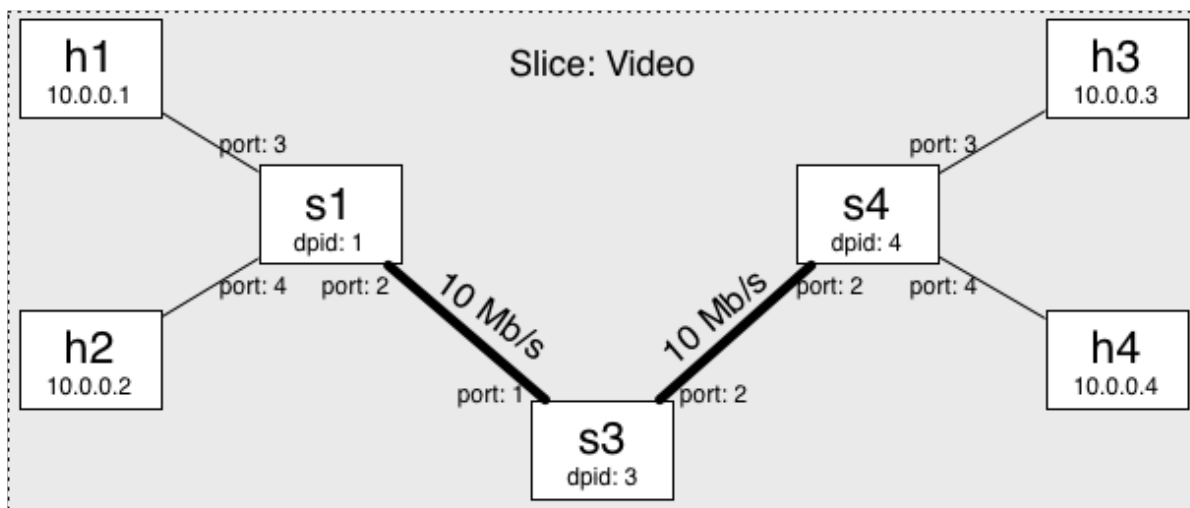 h1
10.0.0.1
Slice: Video
h3
10.0.0.3
port: 3
port: 3
s1
dpid: 1
s4
dpid: 4
port: 4
port: 2
10 Mb/s
10 Mb/s
port: 2
port: 4
h2
10.0.0.2
h4
10.0.0.4
port: 1
port: 2
s3
dpid: 3